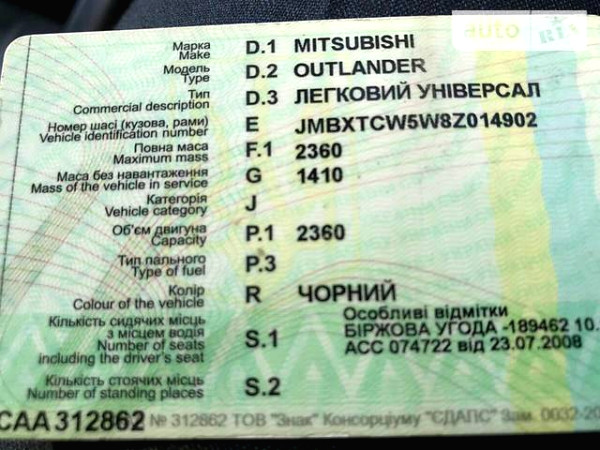 Марка D.1 MITSUBISHI
Make
Модель D.2 OUTLANDER
Type
Тип D.3 ЛЕГКОВИЙ УНІВЕРСАЛ
Commercial description
Номер шасі (кузова, рами) E JMBXTCW5W8Z014902
Vehicle identification number
Повна маса F.1 2360
Maximum mass
Маса без навантаження G 1410
Mass of the vehicle in service
Категорія J
Vehicle category
Об'єм двигуна P.1 2360
Capacity
Тип пального P.3
Type of fuel
Колір R ЧОРНИЙ
Colour of the vehicle
Кількість сидячих місць S.1 Особливі відмітки
з місцем водія БІРЖОВА УГОДА -189462 10.
Number of seats АСС 074722 від 23.07.2008
including the driver's seat
Кількість стоячих місць S.2
Number of standing places
САА 312862 № 312862 ТОВ "Знак" Консорціуму "ЄДАПС" Зам. 0032-20